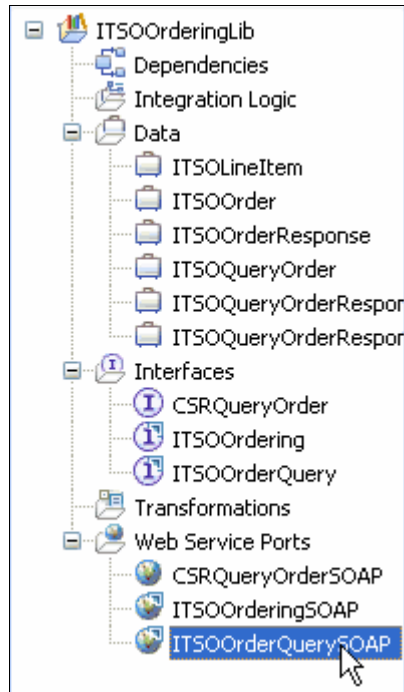 ITSOOrderingLib
Dependencies
Integration Logic
Data
ITSOLineItem
ITSOOrder
ITSOOrderResponse
ITSOQueryOrder
ITSOQueryOrderRespor
ITSOQueryOrderRespor
Interfaces
CSRQueryOrder
ITSOOrdering
ITSOOrderQuery
Transformations
Web Service Ports
CSRQueryOrderSOAP
ITSOOrderingSOAP
ITSOOrderQuerySOAP